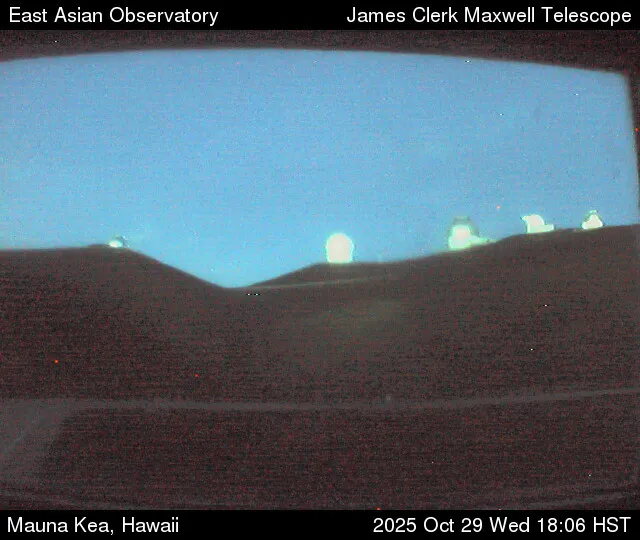 East Asian Observatory
James Clerk Maxwell Telescope
Mauna Kea, Hawaii
2025 Oct 29 Wed 18:06 HST